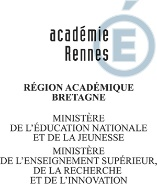 académie
Rennes
RÉGION ACADÉMIQUE
BRETAGNE
MINISTÈRE
DE L'ÉDUCATION NATIONALE
ET DE LA JEUNESSE
MINISTÈRE
DE L'ENSEIGNEMENT SUPÉRIEUR,
DE LA RECHERCHE
ET DE L'INNOVATION